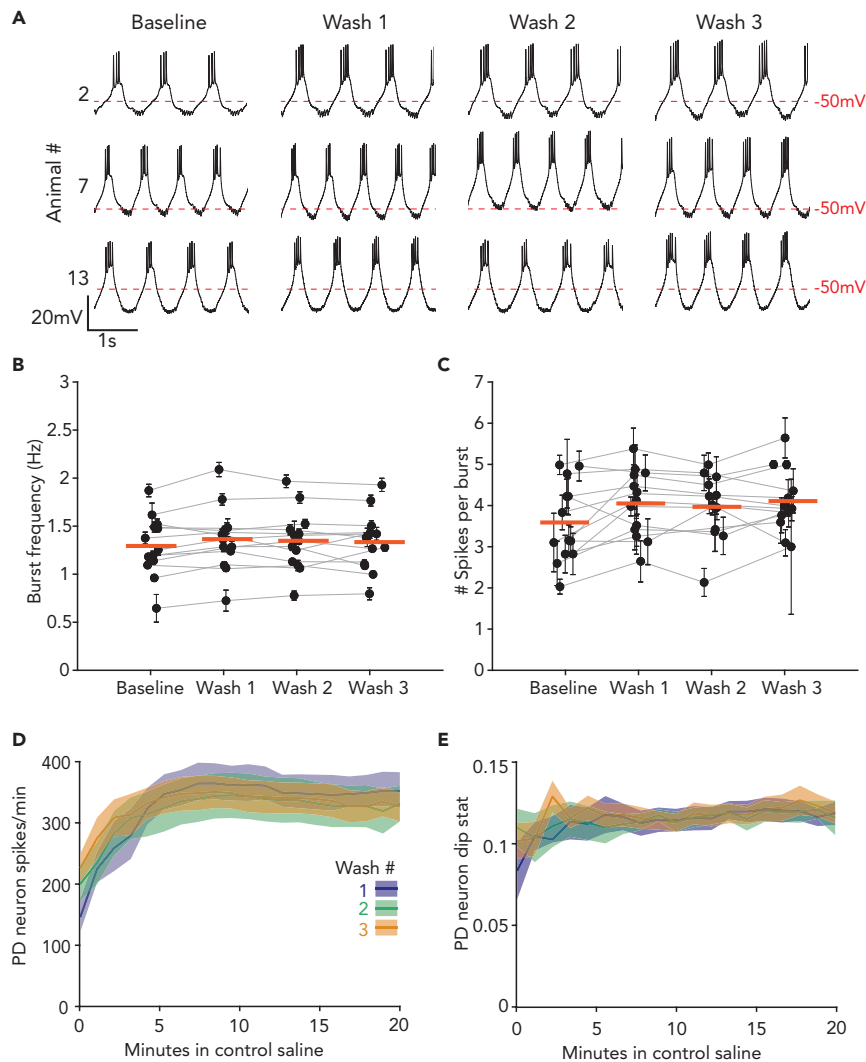 A
Baseline
Wash 1
Wash 2
Wash 3
Animal #
2
-50mV
7
-50mV
13
-50mV
20mV
1s
B
Burst frequency (Hz)
3
2.5
2
1.5
1
0.5
0
Baseline
Wash 1
Wash 2
Wash 3
C
# Spikes per burst
7
6
5
4
3
2
1
0
Baseline
Wash 1
Wash 2
Wash 3
D
PD neuron spikes/min
400
300
200
100
0
Wash #
1
2
3
0
5
10
15
20
Minutes in control saline
E
PD neuron dip stat
0.15
0.1
0.05
0
0
5
10
15
20
Minutes in control saline